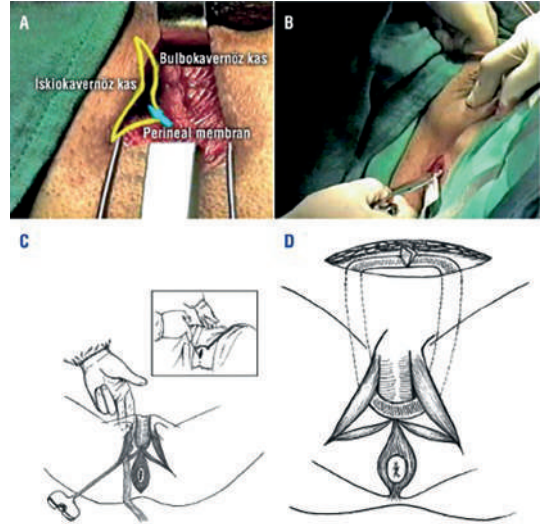 A
B
Bulbokavernöz kas
İskiokavernöz kas
Perineal membran
C
D